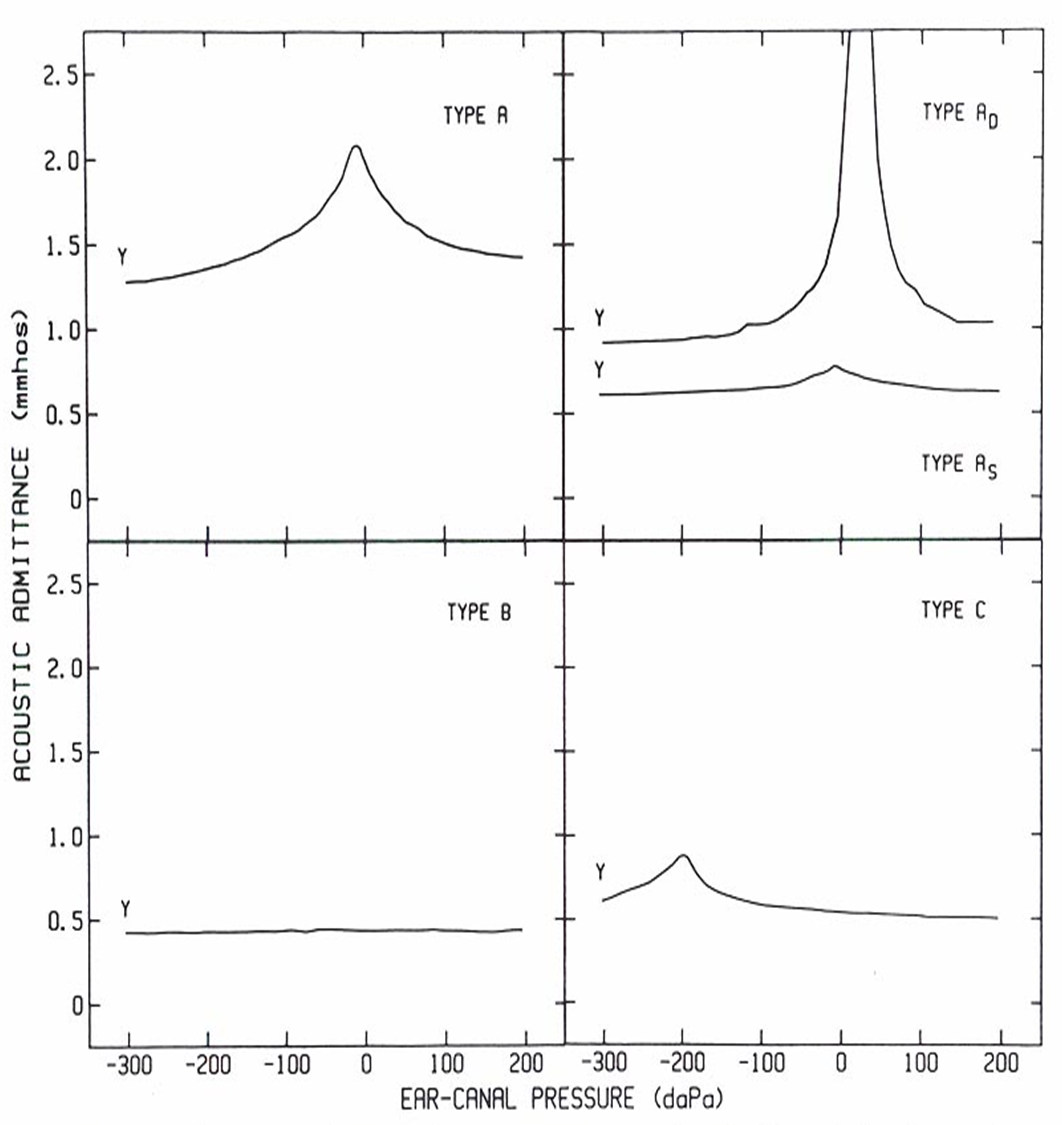 ACOUSTIC ADMITTANCE (mmhos)
2.5
2.0
1.5
1.0
0.5
0
TYPE A
Y
TYPE AD
Y
Y
TYPE AS
2.5
2.0
1.5
1.0
0.5
0
TYPE B
Y
TYPE C
Y
-300 -200 -100 0 100 200 -300 -200 -100 0 100 200
EAR-CANAL PRESSURE (daPa)